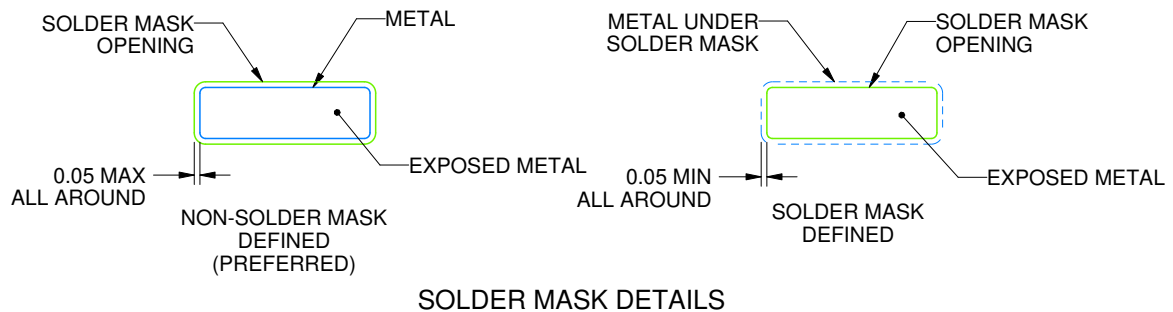 SOLDER MASK
OPENING
METAL
0.05 MAX
ALL AROUND
EXPOSED METAL
NON-SOLDER MASK
DEFINED
(PREFERRED)
METAL UNDER
SOLDER MASK
SOLDER MASK
OPENING
0.05 MIN
ALL AROUND
EXPOSED METAL
SOLDER MASK
DEFINED
SOLDER MASK DETAILS